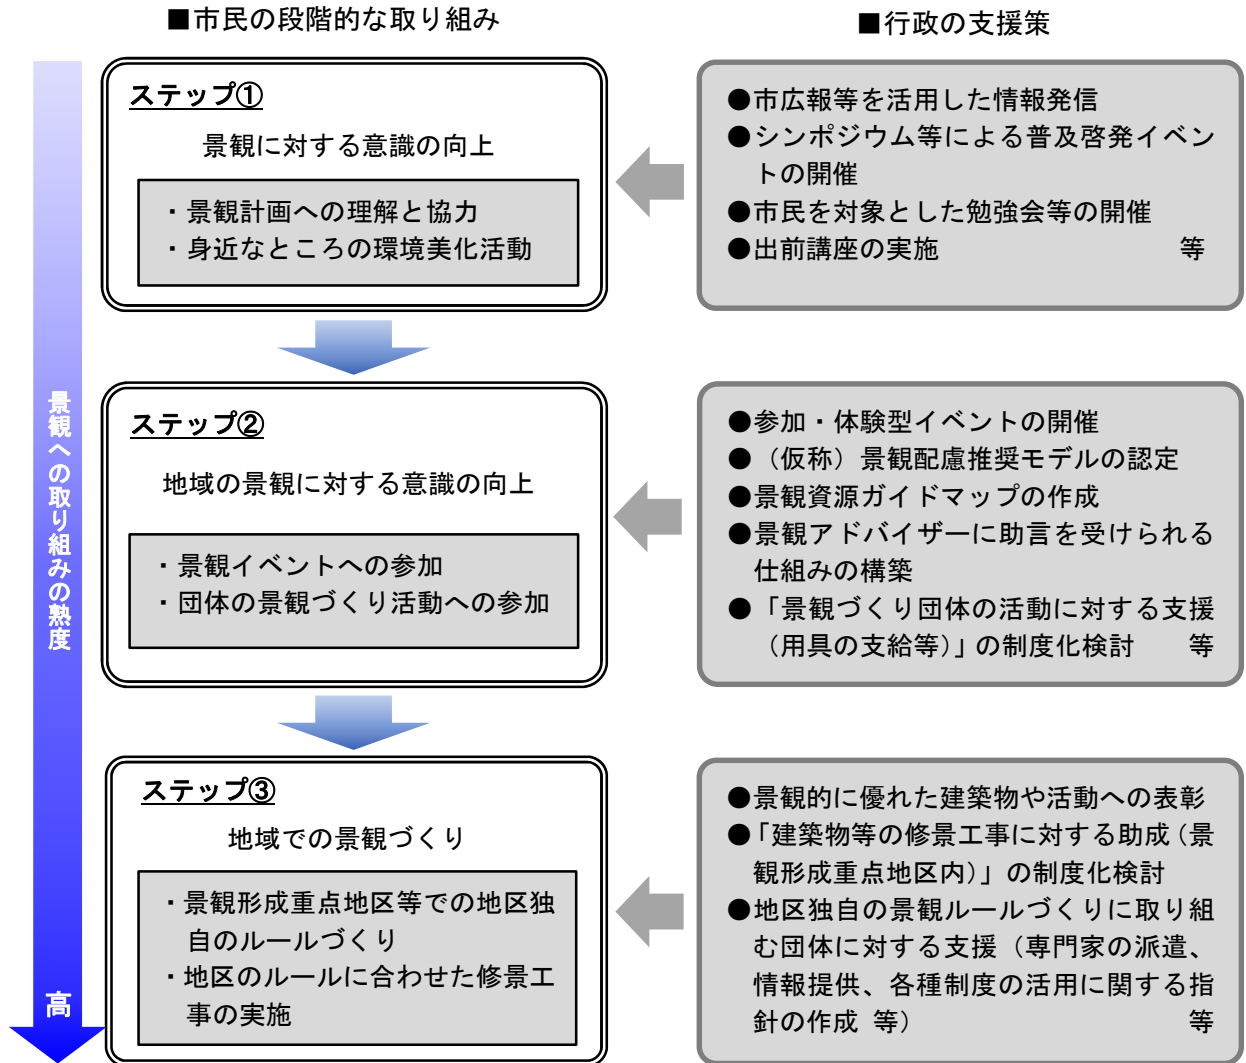 ■市民の段階的な取り組み
■行政の支援策
景観への取り組みの熟度
高
ステップ①
景観に対する意識の向上
・景観計画への理解と協力
・身近なところの環境美化活動
●市広報等を活用した情報発信
●シンポジウム等による普及啓発イベン
トの開催
●市民を対象とした勉強会等の開催
●出前講座の実施 等
ステップ②
地域の景観に対する意識の向上
・景観イベントへの参加
・団体の景観づくり活動への参加
●参加・体験型イベントの開催
●（仮称）景観配慮推奨モデルの認定
●景観資源ガイドマップの作成
●景観アドバイザーに助言を受けられる
仕組みの構築
●「景観づくり団体の活動に対する支援
（用具の支給等）」の制度化検討 等
ステップ③
地域での景観づくり
・景観形成重点地区等での地区独
自のルールづくり
・地区のルールに合わせた修景工
事の実施
●景観的に優れた建築物や活動への表彰
●「建築物等の修景工事に対する助成（景
観形成重点地区内）」の制度化検討
●地区独自の景観ルールづくりに取り組
む団体に対する支援（専門家の派遣、
情報提供、各種制度の活用に関する指
針の作成 等） 等